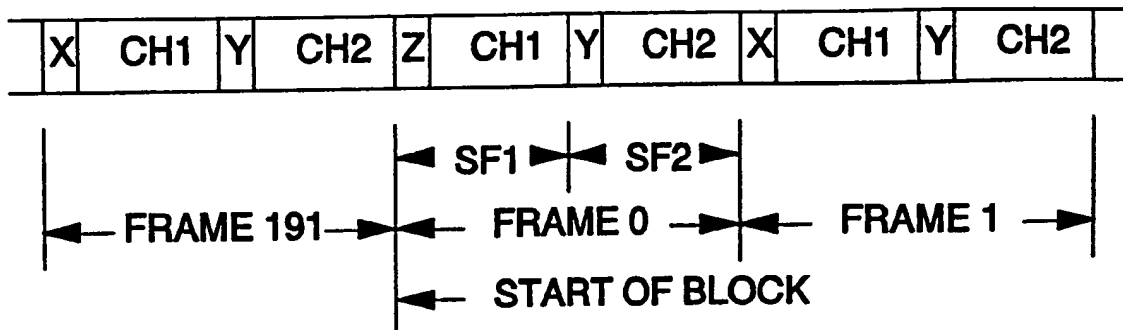 X CH1 Y CH2 Z CH1 Y CH2 X CH1 Y CH2
SF1 SF2
FRAME 191 FRAME 0 FRAME 1
START OF BLOCK